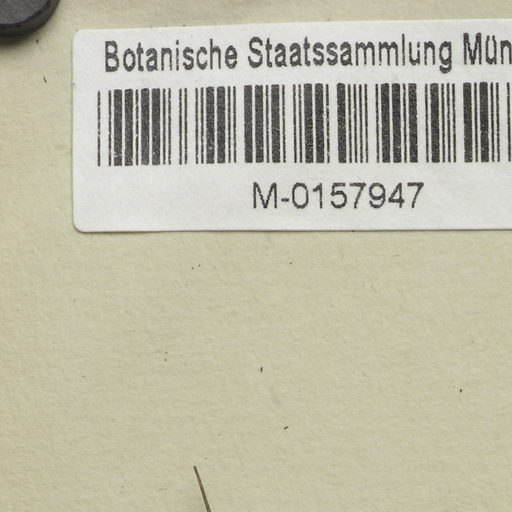 Botanische Staatssammlung Mün
M-0157947